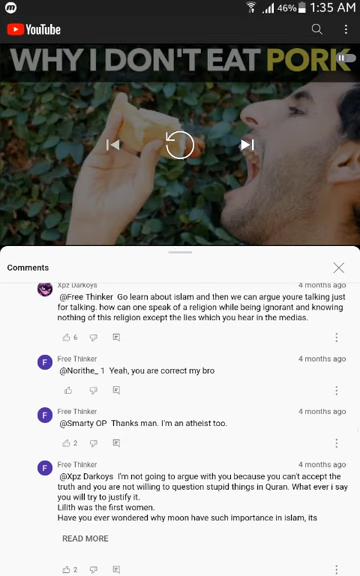 46% 1:35 AM
YouTube
WHY I DON'T EAT PORK
Comments
Xpz Darkoys 4 months ago
@Free Thinker Go learn about islam and then we can argue youre talking just
for talking. how can one speak of a religion while being ignorant and knowing
nothing of this religion except the lies which you hear in the medias.
6
Free Thinker 4 months ago
@Norithe_ 1 Yeah, you are correct my bro
Free Thinker 4 months ago
@Smarty OP Thanks man. I'm an atheist too.
2
Free Thinker 4 months ago
@Xpz Darkoys I'm not going to argue with you because you can't accept the
truth and you are not willing to question stupid things in Quran. What ever i say
you will try to justify it.
Lilith was the first women.
Have you ever wondered why moon have such importance in islam, its
READ MORE
2